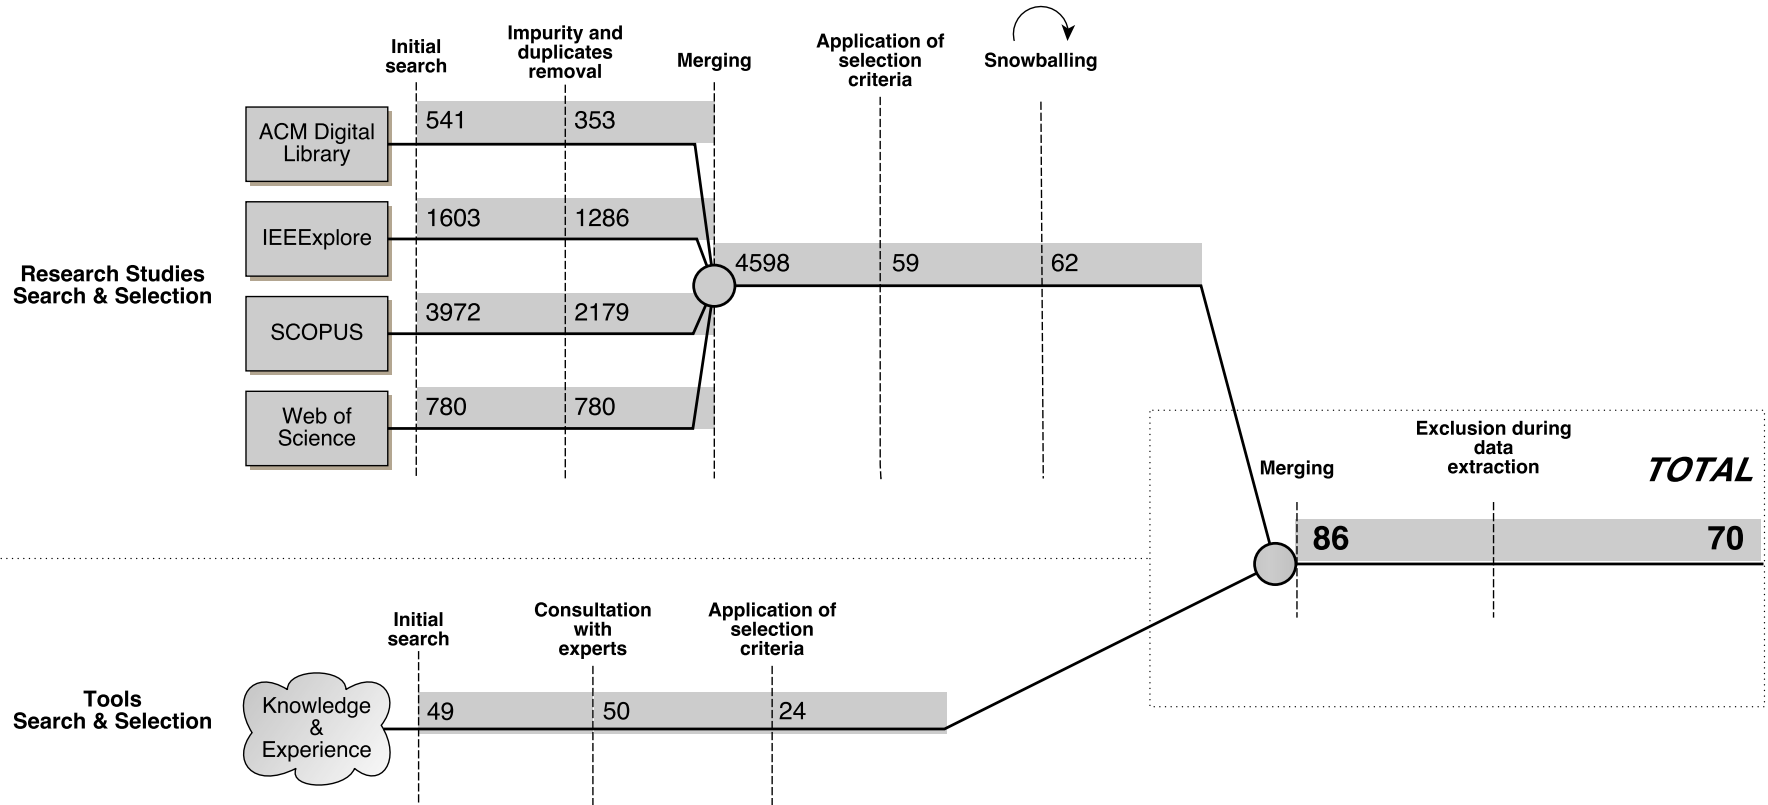 Initial
search
Impurity and
duplicates
removal
Merging
Application of
selection
criteria
Snowballing
ACM Digital
Library
541
353
IEEExplore
1603
1286
Research Studies
Search & Selection
4598
59
62
SCOPUS
3972
2179
Web of
Science
780
780
Merging
Exclusion during
data
extraction
TOTAL
86
70
Initial
search
Consultation
with
experts
Application of
selection
criteria
Tools
Search & Selection
Knowledge
&
Experience
49
50
24